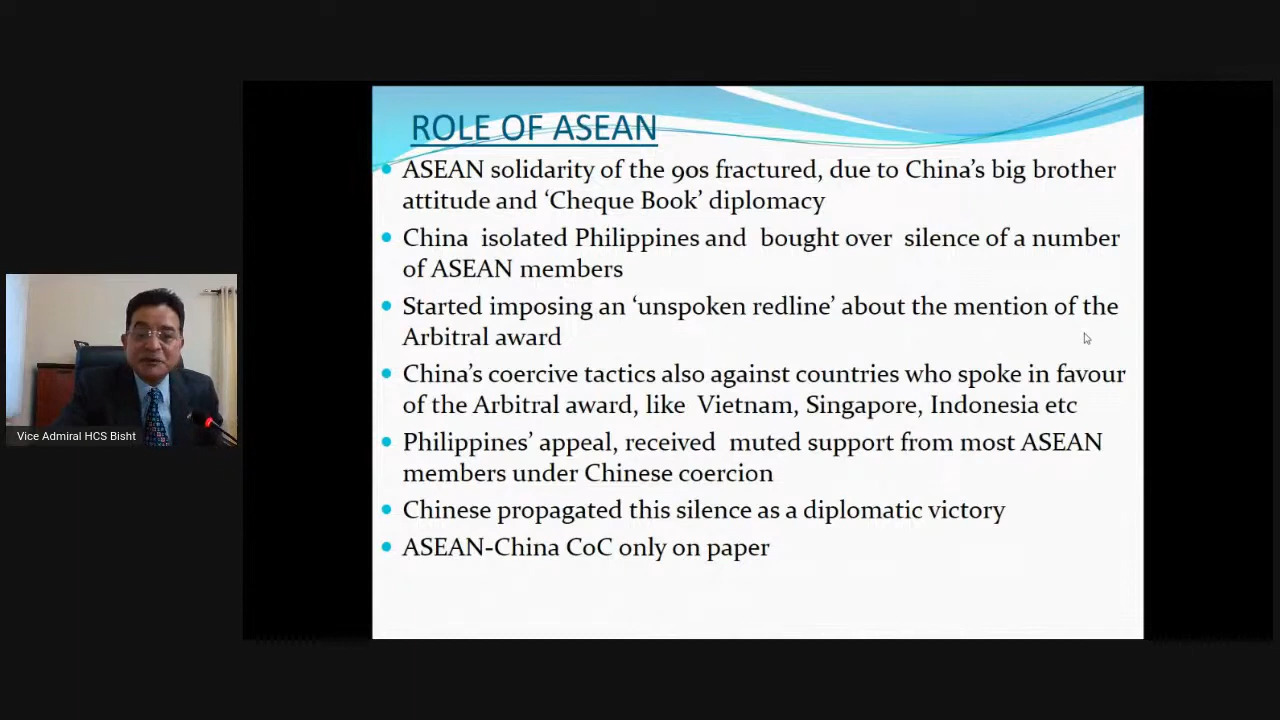 ROLE OF ASEAN
ASEAN solidarity of the 90s fractured, due to China's big brother
attitude and 'Cheque Book' diplomacy
China isolated Philippines and bought over silence of a number
of ASEAN members
Started imposing an 'unspoken redline' about the mention of the
Arbitral award
China's coercive tactics also against countries who spoke in favour
of the Arbitral award, like Vietnam, Singapore, Indonesia etc
Philippines' appeal, received muted support from most ASEAN
members under Chinese coercion
Chinese propagated this silence as a diplomatic victory
ASEAN-China CoC only on paper
Vice Admiral HCS Bisht